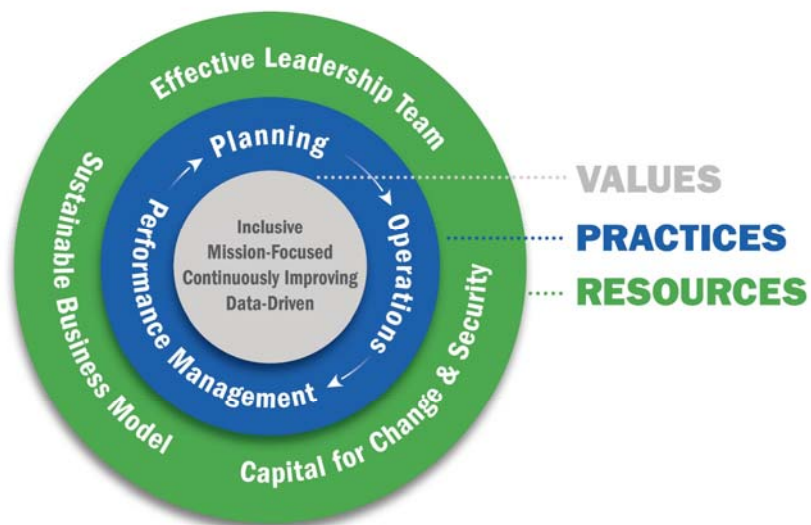 Effective Leadership Team
Sustainable Business Model
Capital for Change & Security
Planning
Operations
Performance Management
Inclusive
Mission-Focused
Continuously Improving
Data-Driven
VALUES
PRACTICES
RESOURCES